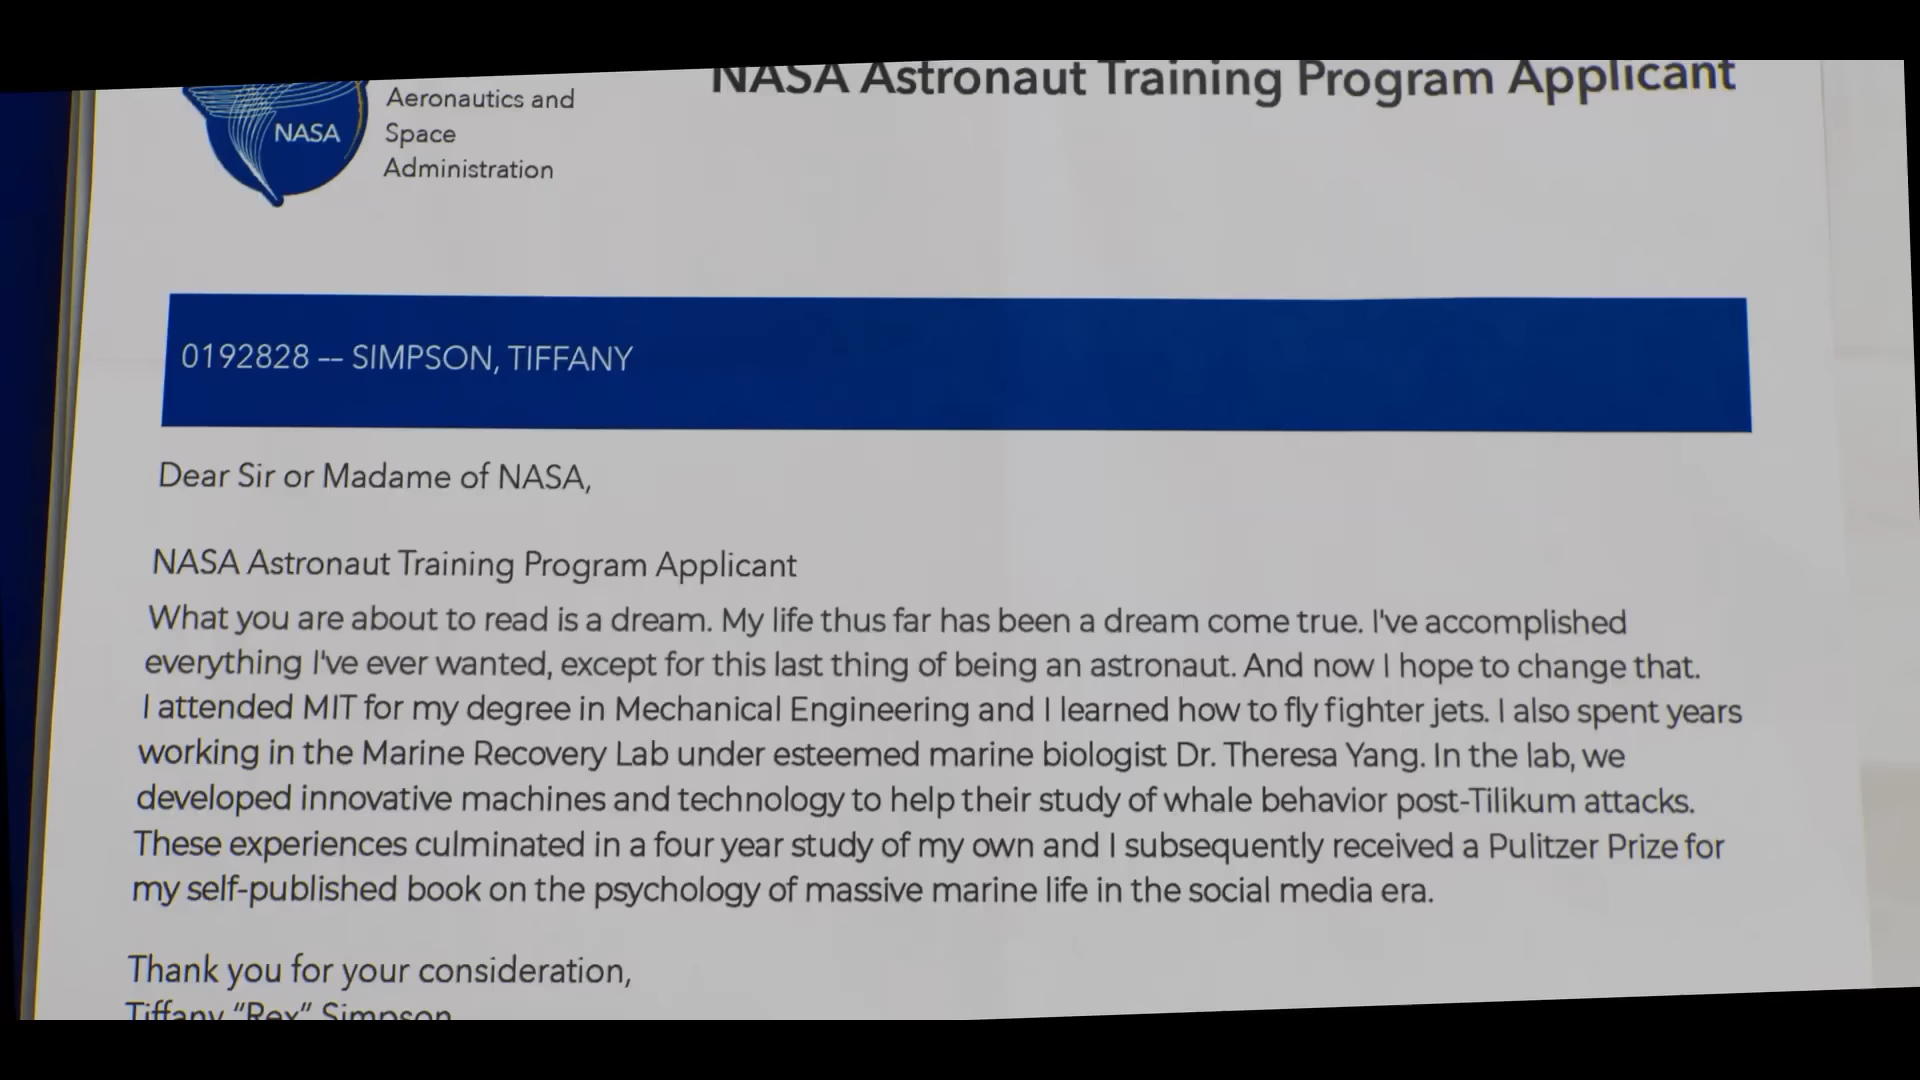 NASA Astronaut Training Program Applicant
Aeronautics and
Space
Administration
NASA
0192828 -- SIMPSON, TIFFANY
Dear Sir or Madame of NASA,
NASA Astronaut Training Program Applicant
What you are about to read is a dream. My life thus far has been a dream come true. I've accomplished
everything I've ever wanted, except for this last thing of being an astronaut. And now I hope to change that.
I attended MIT for my degree in Mechanical Engineering and I learned how to fly fighter jets. I also spent years
working in the Marine Recovery Lab under esteemed marine biologist Dr. Theresa Yang. In the lab, we
developed innovative machines and technology to help their study of whale behavior post-Tilikum attacks.
These experiences culminated in a four year study of my own and I subsequently received a Pulitzer Prize for
my self-published book on the psychology of massive marine life in the social media era.
Thank you for your consideration,
Tiffany “Rex” Simpson